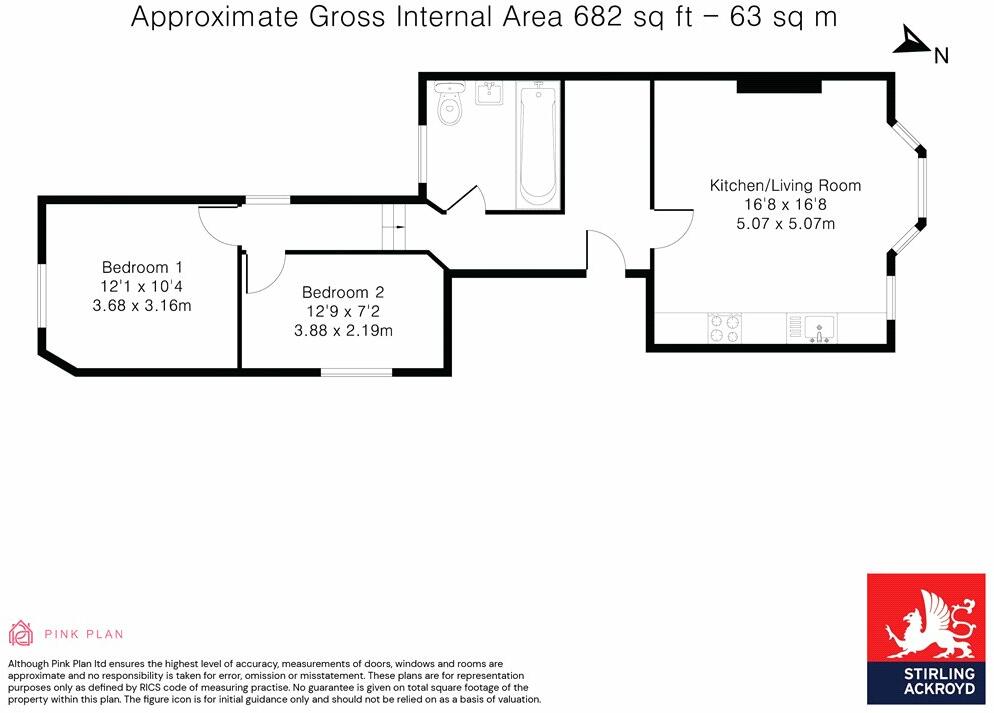 Approximate Gross Internal Area 682 sq ft – 63 sq m
N
Kitchen/Living Room
16'8 x 16'8
5.07 x 5.07m
Bedroom 1
12'1 x 10'4
3.68 x 3.16m
Bedroom 2
12'9 x 7'2
3.88 x 2.19m
PINK PLAN
Although Pink Plan ltd ensures the highest level of accuracy, measurements of doors, windows and rooms are
approximate and no responsibility is taken for error, omission or misstatement. These plans are for representation
purposes only as defined by RICS code of measuring practise. No guarantee is given on total square footage of the
property within this plan. The figure icon is for initial guidance only and should not be relied on as a basis of valuation.
STIRLING
ACKROYD